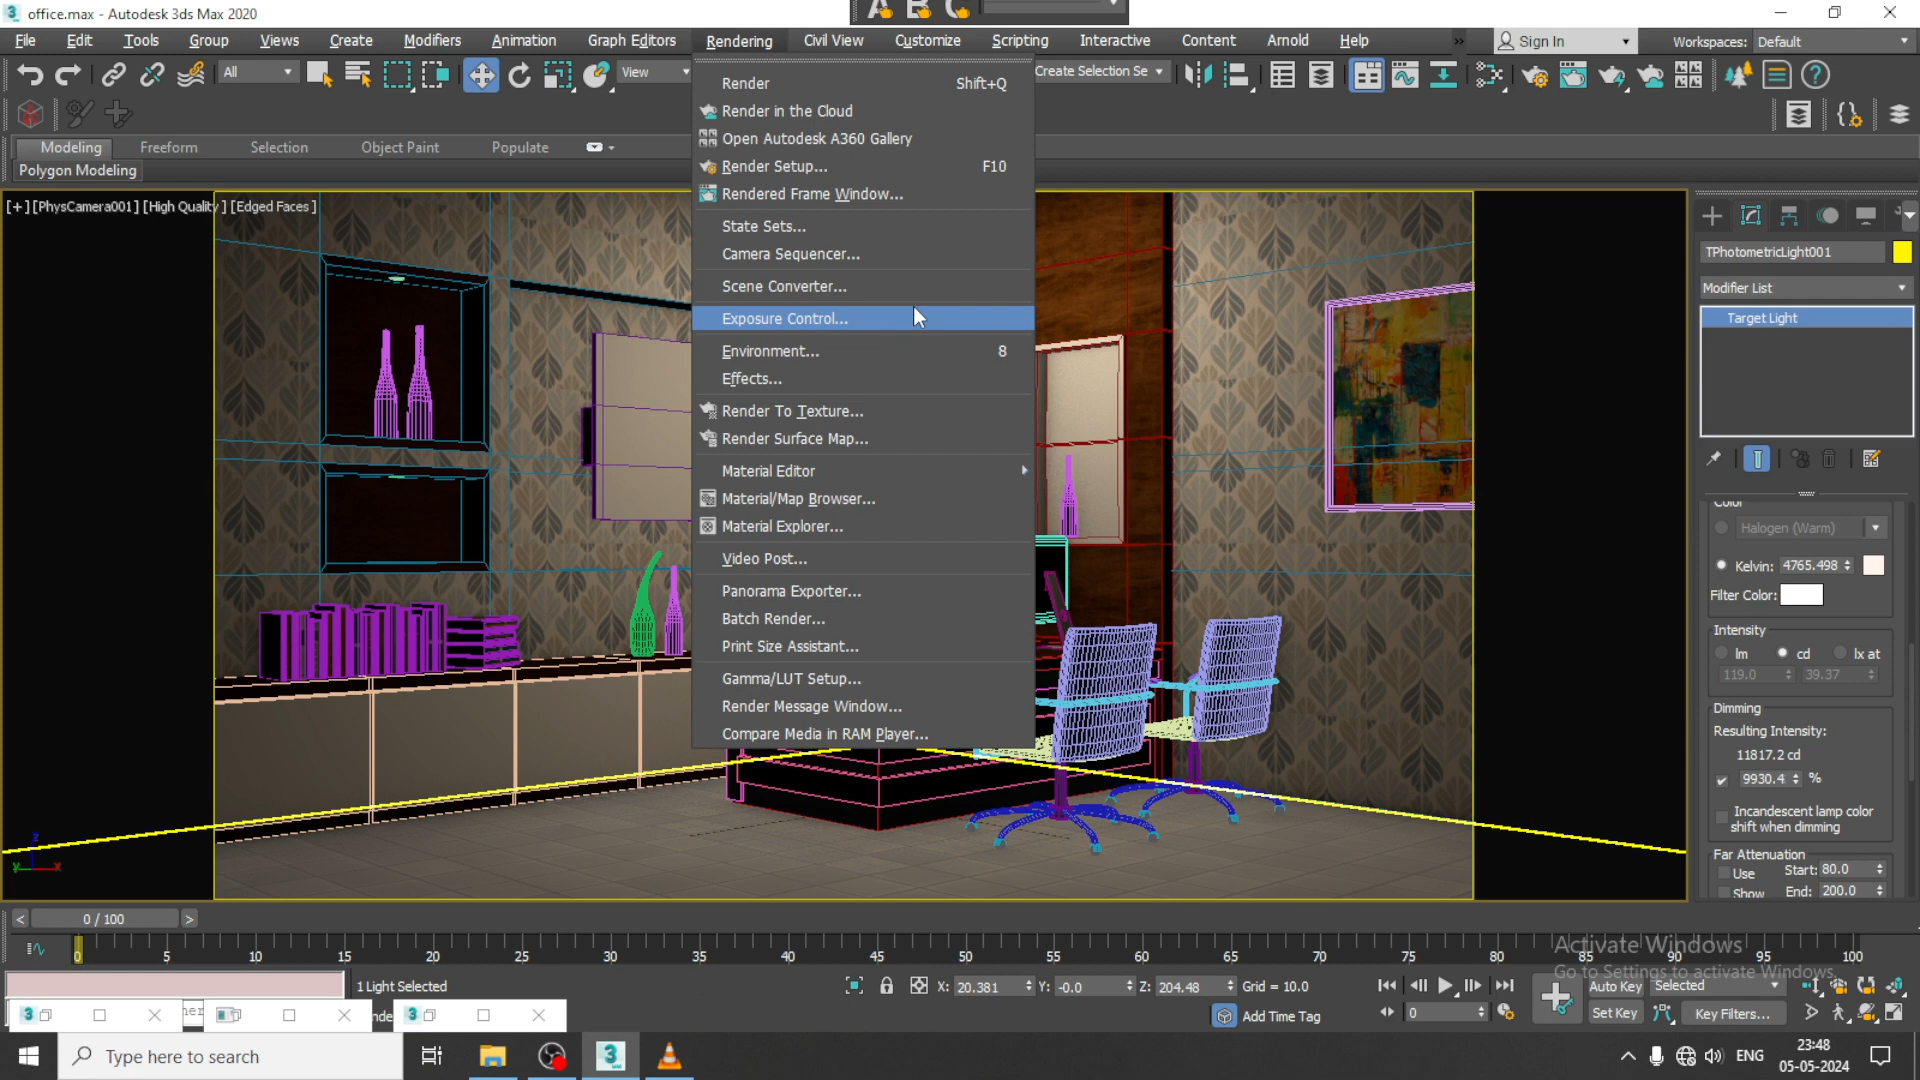 office.max - Autodesk 3ds Max 2020
File Edit Tools Group Views Create Modifiers Animation Graph Editors Rendering Civil View Customize Scripting Interactive Content Arnold Help » Sign In Workspaces: Default
All View Create Selection Se
Modeling Freeform Selection Object Paint Populate
Polygon Modeling
[+] [PhysCamera001] [High Quality] [Edged Faces]
Render Shift+Q
Render in the Cloud
Open Autodesk A360 Gallery
Render Setup... F10
Rendered Frame Window...
State Sets...
Camera Sequencer...
Scene Converter...
Exposure Control...
Environment... 8
Effects...
Render To Texture...
Render Surface Map...
Material Editor
Material/Map Browser...
Material Explorer...
Video Post...
Panorama Exporter...
Batch Render...
Print Size Assistant...
Gamma/LUT Setup...
Render Message Window...
Compare Media in RAM Player...
TPhotometricLight001
Modifier List
Target Light
Color
Halogen (Warm)
Kelvin: 4765.498
Filter Color:
Intensity
lm cd lx at
119.0 39.37
Dimming
Resulting Intensity:
11817.2 cd
9930.4 %
Incandescent lamp color
shift when dimming
Far Attenuation
Use Start: 80.0
Show End: 200.0
z
y x
< 0 / 100 >
0 5 10 15 20 25 30 35 40 45 50 55 60 65 70 75 80 85 90 95 100
Activate Windows
Go to Settings to activate Windows.
1 Light Selected X: 20.381 Y: -0.0 Z: 204.48 Grid = 10.0 Auto Key Selected
Add Time Tag 0 Set Key Key Filters...
Type here to search
ENG
23:48
05-05-2024